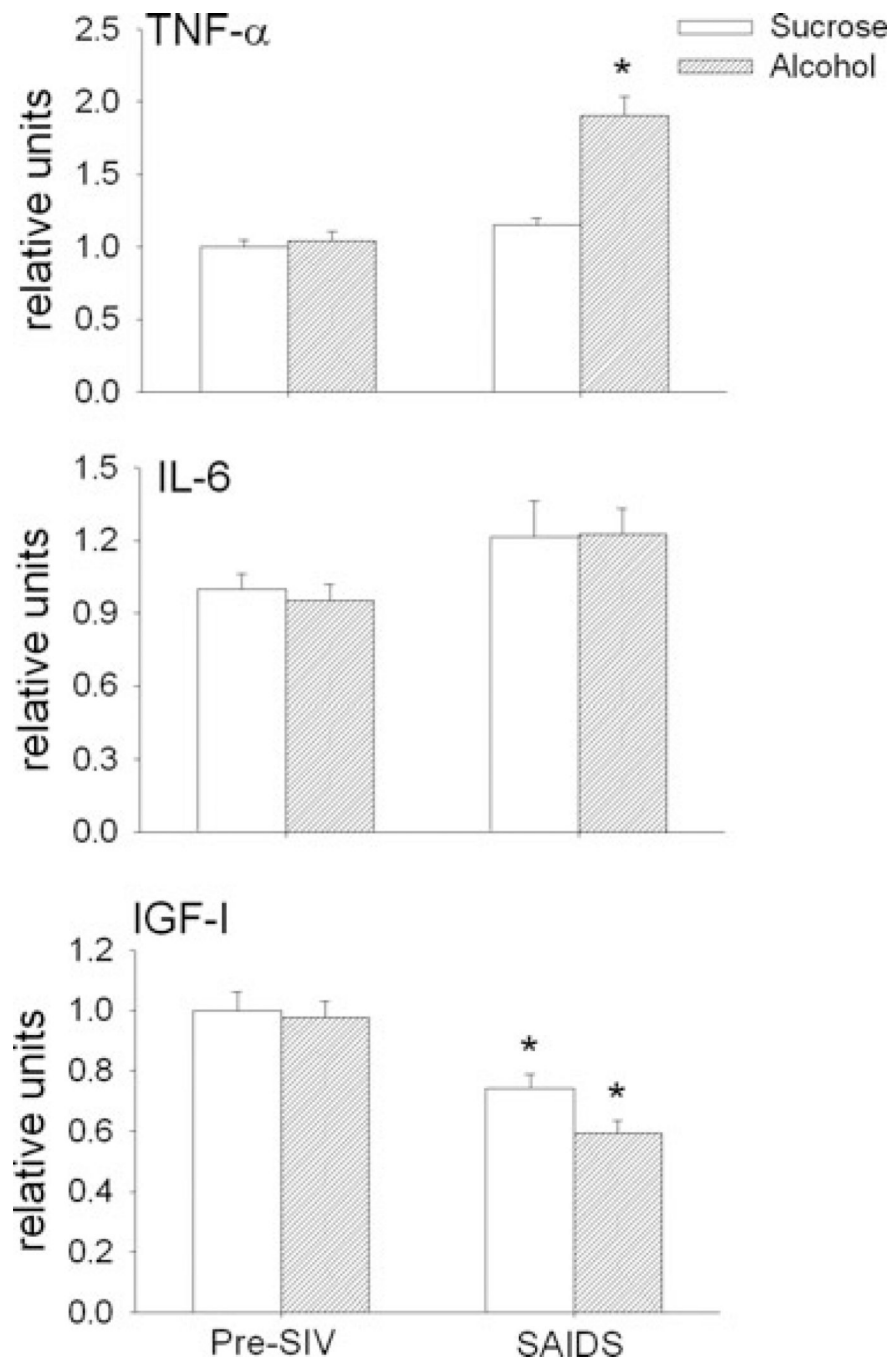 TNF-α
Sucrose
Alcohol
2.5
2.0
1.5
1.0
0.5
0.0
relative units
*
IL-6
1.5
1.2
0.9
0.6
0.3
0.0
relative units
IGF-I
1.2
1.0
0.8
0.6
0.4
0.2
0.0
relative units
*
*
Pre-SIV
SAIDS